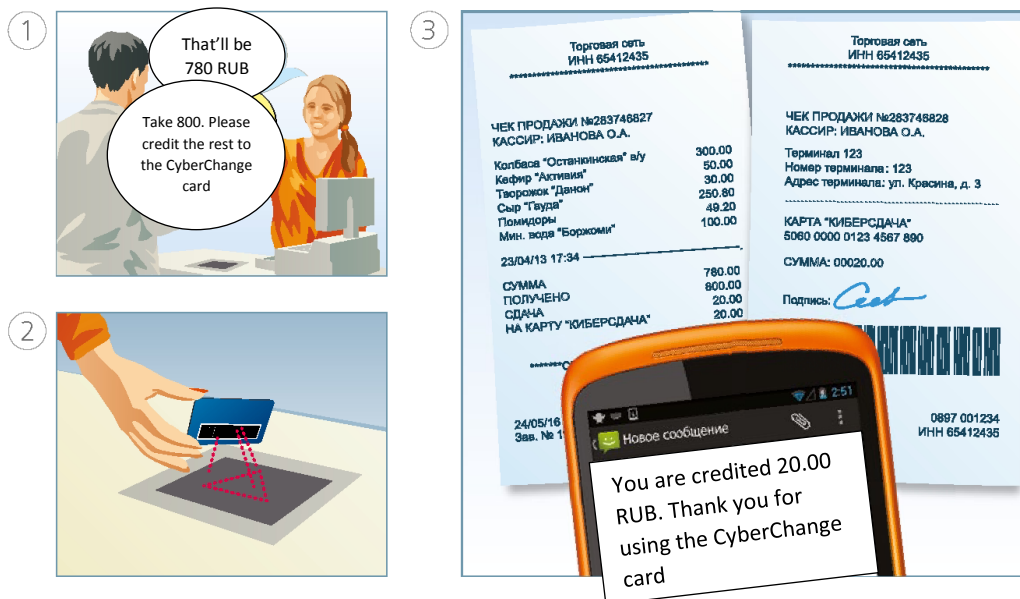 1
That'll be
780 RUB
Take 800. Please
credit the rest to
the CyberChange
card
2
3
Торговая сеть
ИНН 65412435
**********************************************
ЧЕК ПРОДАЖИ №283746827
КАССИР: ИВАНОВА О.А.
Колбаса "Останкинская" в/у 300.00
Кефир "Активия" 50.00
Творожок "Данон" 30.00
Сыр "Гауда" 250.80
Помидоры 49.20
Мин. вода "Боржоми" 100.00
23/04/13 17:34
СУММА 780.00
ПОЛУЧЕНО 800.00
СДАЧА 20.00
НА КАРТУ "КИБЕРСДАЧА" 20.00
24/05/16
Зав. №
Торговая сеть
ИНН 65412435
**********************************************
ЧЕК ПРОДАЖИ №283746828
КАССИР: ИВАНОВА О.А.
Терминал 123
Номер терминала: 123
Адрес терминала: ул. Красина, д. 3
КАРТА "КИБЕРСДАЧА"
5060 0000 0123 4567 890
СУММА: 00020.00
Подпись:
0897 001234
ИНН 65412435
2:51
Новое сообщение
You are credited 20.00
RUB. Thank you for
using the CyberChange
card